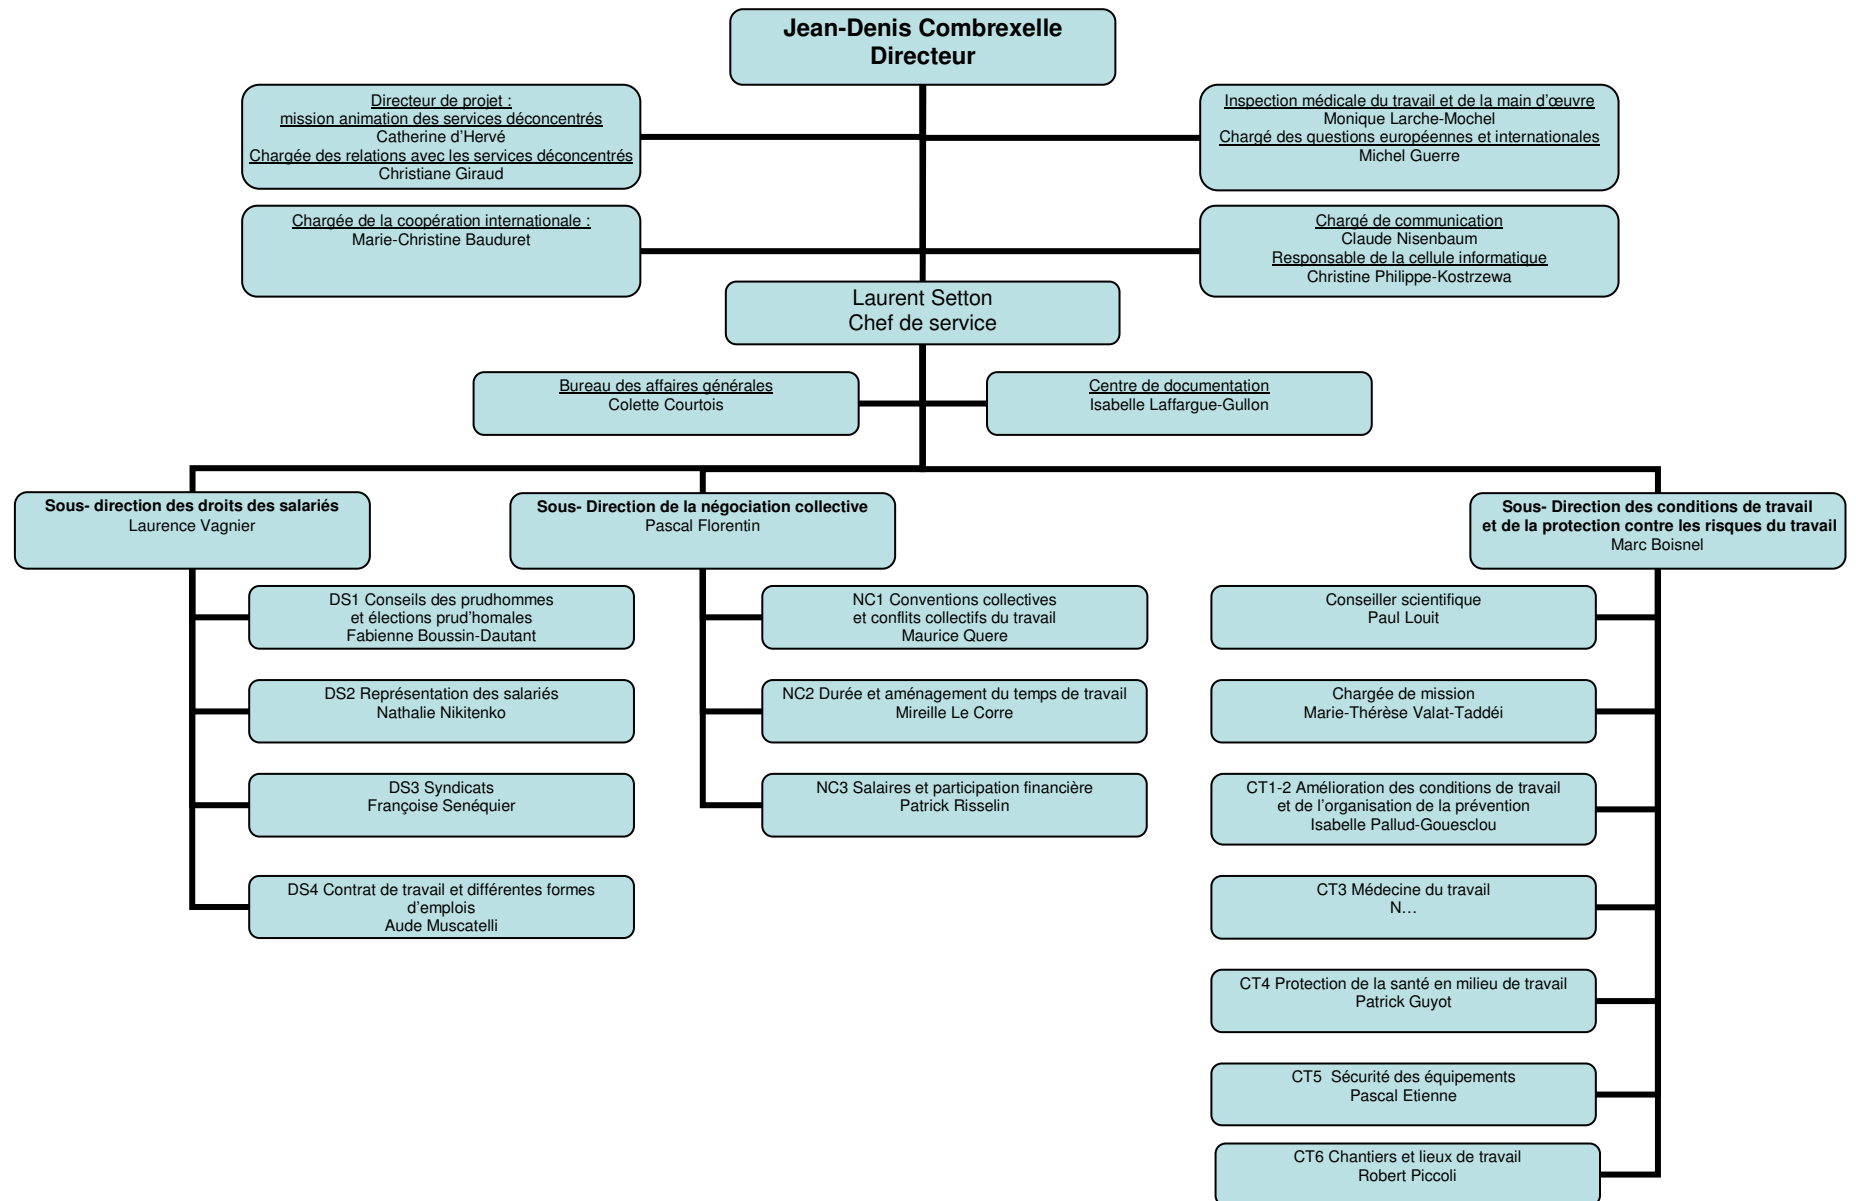 Jean-Denis Combrexelle
Directeur
Directeur de projet :
mission animation des services déconcentrés
Catherine d’Hervé
Chargée des relations avec les services déconcentrés
Christiane Giraud
Inspection médicale du travail et de la main d’œuvre
Monique Larche-Mochel
Chargé des questions européennes et internationales
Michel Guerre
Chargée de la coopération internationale :
Marie-Christine Bauduret
Chargé de communication
Claude Nisenbaum
Responsable de la cellule informatique
Christine Philippe-Kostrzewa
Laurent Setton
Chef de service
Bureau des affaires générales
Colette Courtois
Centre de documentation
Isabelle Laffargue-Gullon
Sous- direction des droits des salariés
Laurence Vagnier
Sous- Direction de la négociation collective
Pascal Florentin
Sous- Direction des conditions de travail
et de la protection contre les risques du travail
Marc Boisnel
DS1 Conseils des prudhommes
et élections prud’homales
Fabienne Boussin-Dautant
DS2 Représentation des salariés
Nathalie Nikitenko
DS3 Syndicats
Françoise Senéquier
DS4 Contrat de travail et différentes formes
d’emplois
Aude Muscatelli
NC1 Conventions collectives
et conflits collectifs du travail
Maurice Quere
NC2 Durée et aménagement du temps de travail
Mireille Le Corre
NC3 Salaires et participation financière
Patrick Risselin
Conseiller scientifique
Paul Louit
Chargée de mission
Marie-Thérèse Valat-Taddéi
CT1-2 Amélioration des conditions de travail
et de l’organisation de la prévention
Isabelle Pallud-Gouesclou
CT3 Médecine du travail
N…
CT4 Protection de la santé en milieu de travail
Patrick Guyot
CT5  Sécurité des équipements
Pascal Etienne
CT6 Chantiers et lieux de travail
Robert Piccoli